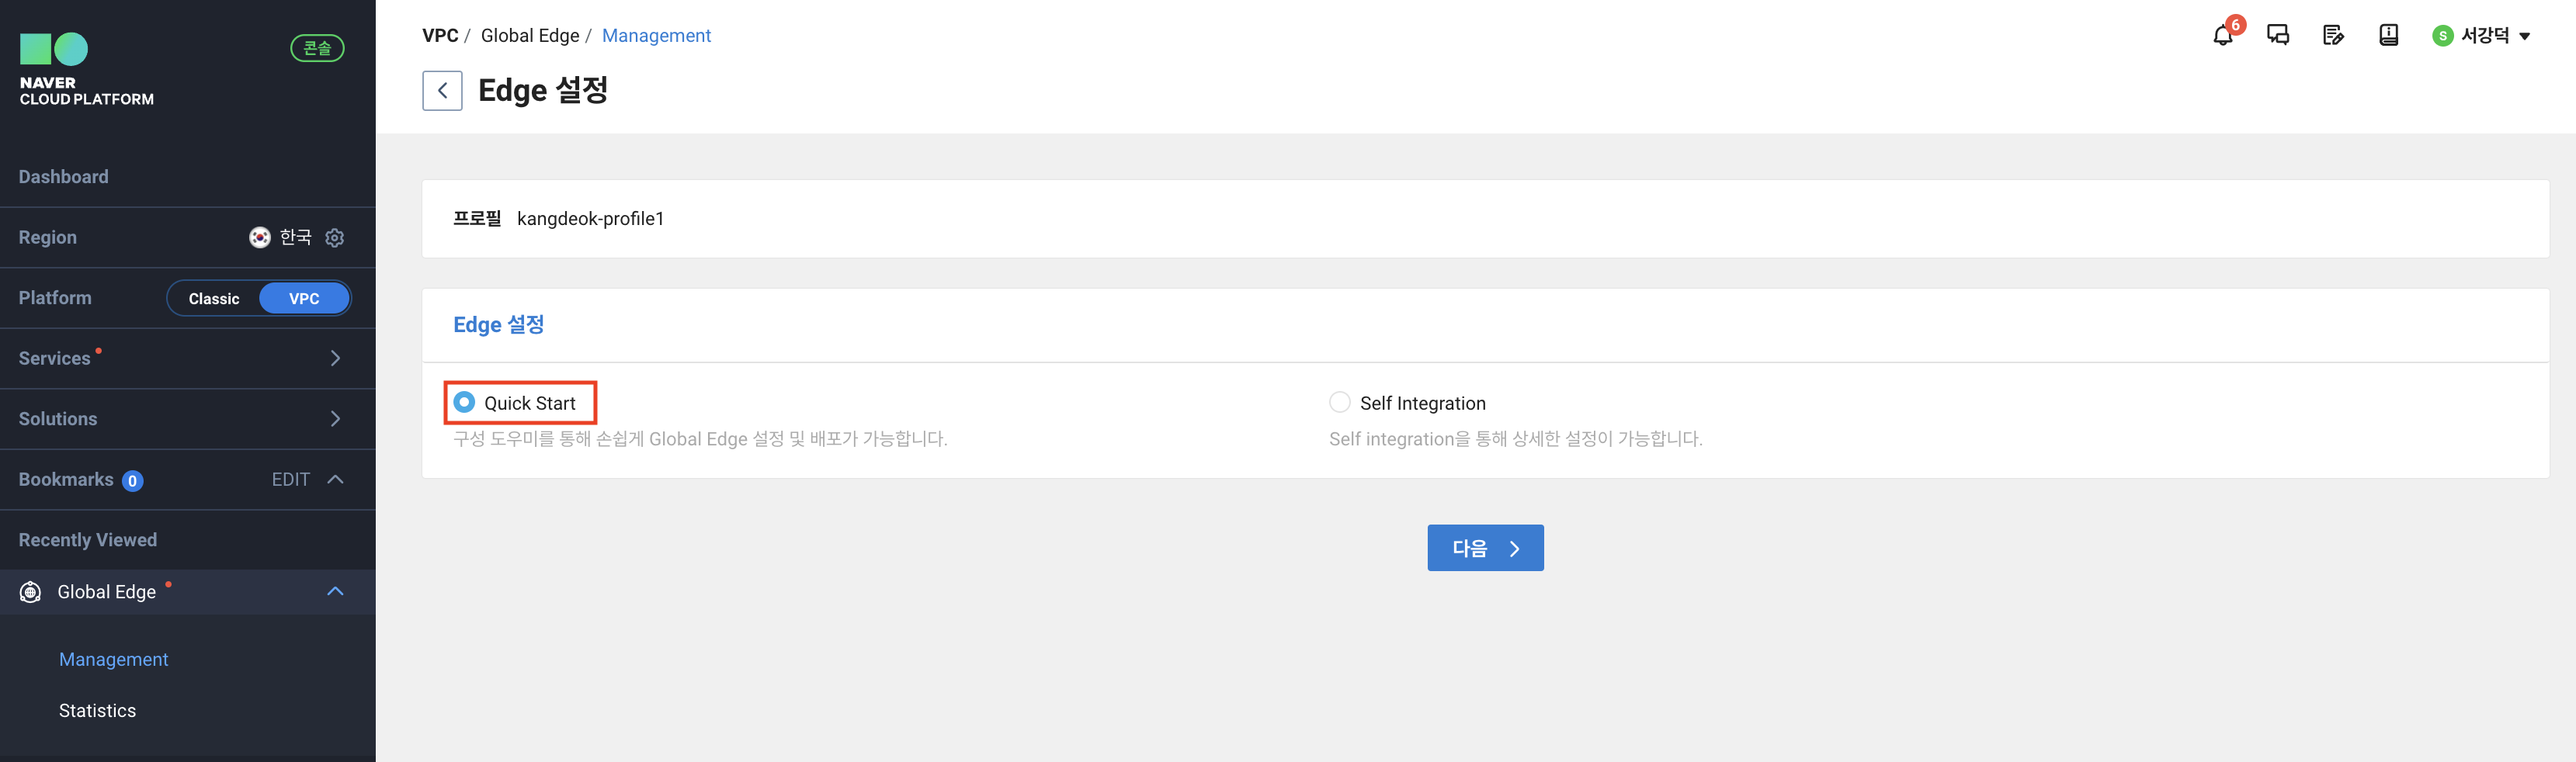 콘솔
NAVER
CLOUD PLATFORM
Dashboard
Region 한국
Platform Classic VPC
Services
Solutions
Bookmarks 0 EDIT
Recently Viewed
Global Edge
Management
Statistics
VPC / Global Edge / Management
6
S 서강덕
Edge 설정
프로필 kangdeok-profile1
Edge 설정
Quick Start
구성 도우미를 통해 손쉽게 Global Edge 설정 및 배포가 가능합니다.
Self Integration
Self integration을 통해 상세한 설정이 가능합니다.
다음